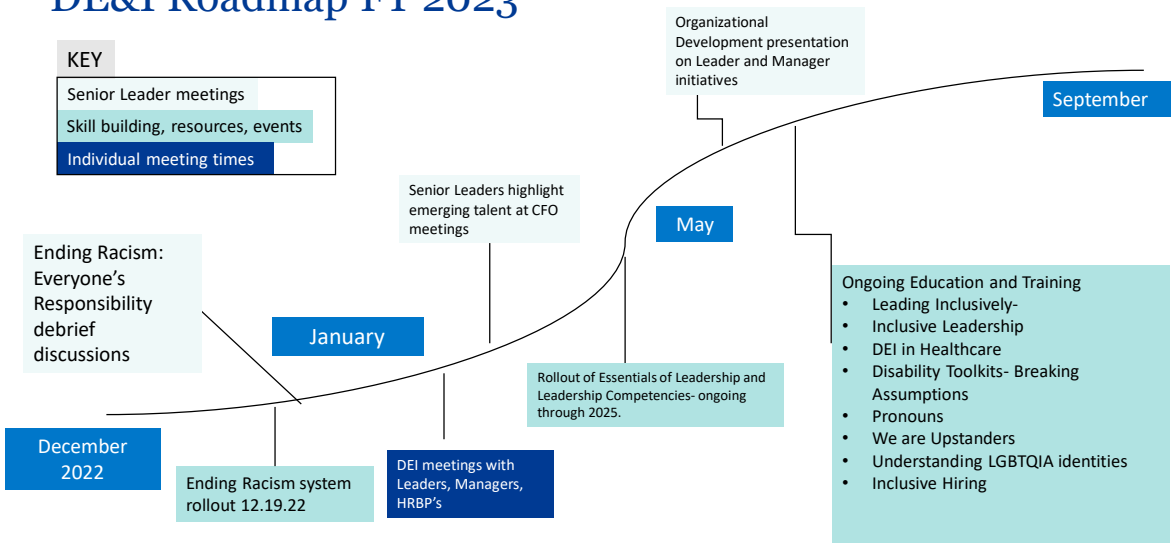 DE&I Roadmap FY 2023
KEY
Senior Leader meetings
Skill building, resources, events
Individual meeting times
Organizational
Development presentation
on Leader and Manager
initiatives
September
Senior Leaders highlight
emerging talent at CFO
meetings
May
Ending Racism:
Everyone's
Responsibility
debrief
discussions
January
Ongoing Education and Training
• Leading Inclusively-
• Inclusive Leadership
• DEI in Healthcare
• Disability Toolkits- Breaking
Assumptions
• Pronouns
• We are Upstanders
• Understanding LGBTQIA identities
• Inclusive Hiring
Rollout of Essentials of Leadership and
Leadership Competencies- ongoing
through 2025.
December
2022
Ending Racism system
rollout 12.19.22
DEI meetings with
Leaders, Managers,
HRBP's